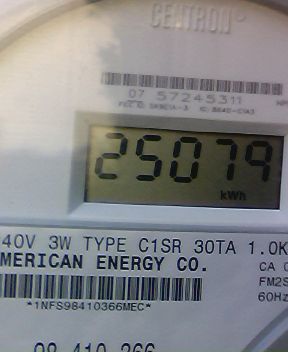 CENTRON®
07 57245311
25079
kWh
40V 3W TYPE C1SR 30TA 1.0K
MERICAN ENERGY CO.
CA
FM2S
60Hz
*1NFS98410366MEC*
98 410 366